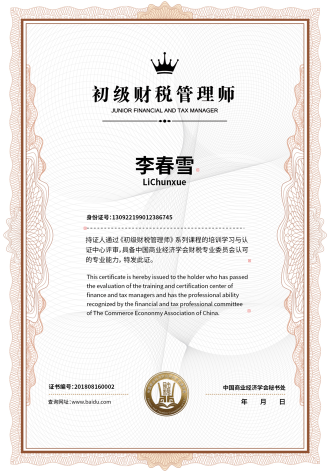 初级财税管理师
JUNIOR FINANCIAL AND TAX MANAGER
李春雪
LiChunxue
身份证号:130922199012386745
持证人通过《初级财税管理师》系列课程的培训学习与认
证中心评审,具备中国商业经济学会财税专业委员会认可
的专业能力,特发此证。
This certificate is hereby issued to the holder who has passed
the evaluation of the training and certification center of
finance and tax managers and has the professional ability
recognized by the financial and tax professional committee
of The Commerce Econonmy Association of China.
证书编号:201808160002
中国商业经济学会秘书处
查询网址:www.baidu.com
年 月 日